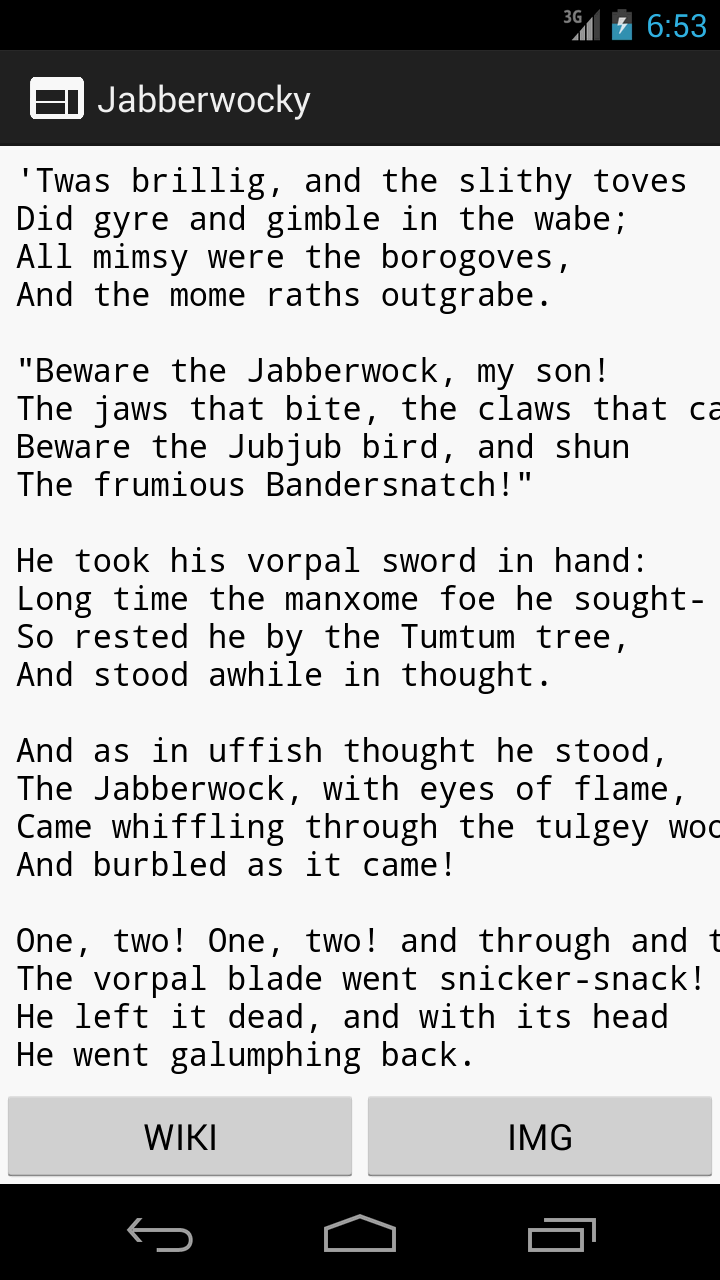 3G 6:53
Jabberwocky
'Twas brillig, and the slithy toves
Did gyre and gimble in the wabe;
All mimsy were the borogoves,
And the mome raths outgrabe.
"Beware the Jabberwock, my son!
The jaws that bite, the claws that ca
Beware the Jubjub bird, and shun
The frumious Bandersnatch!"
He took his vorpal sword in hand:
Long time the manxome foe he sought-
So rested he by the Tumtum tree,
And stood awhile in thought.
And as in uffish thought he stood,
The Jabberwock, with eyes of flame,
Came whiffling through the tulgey woo
And burbled as it came!
One, two! One, two! and through and t
The vorpal blade went snicker-snack!
He left it dead, and with its head
He went galumphing back.
WIKI
IMG